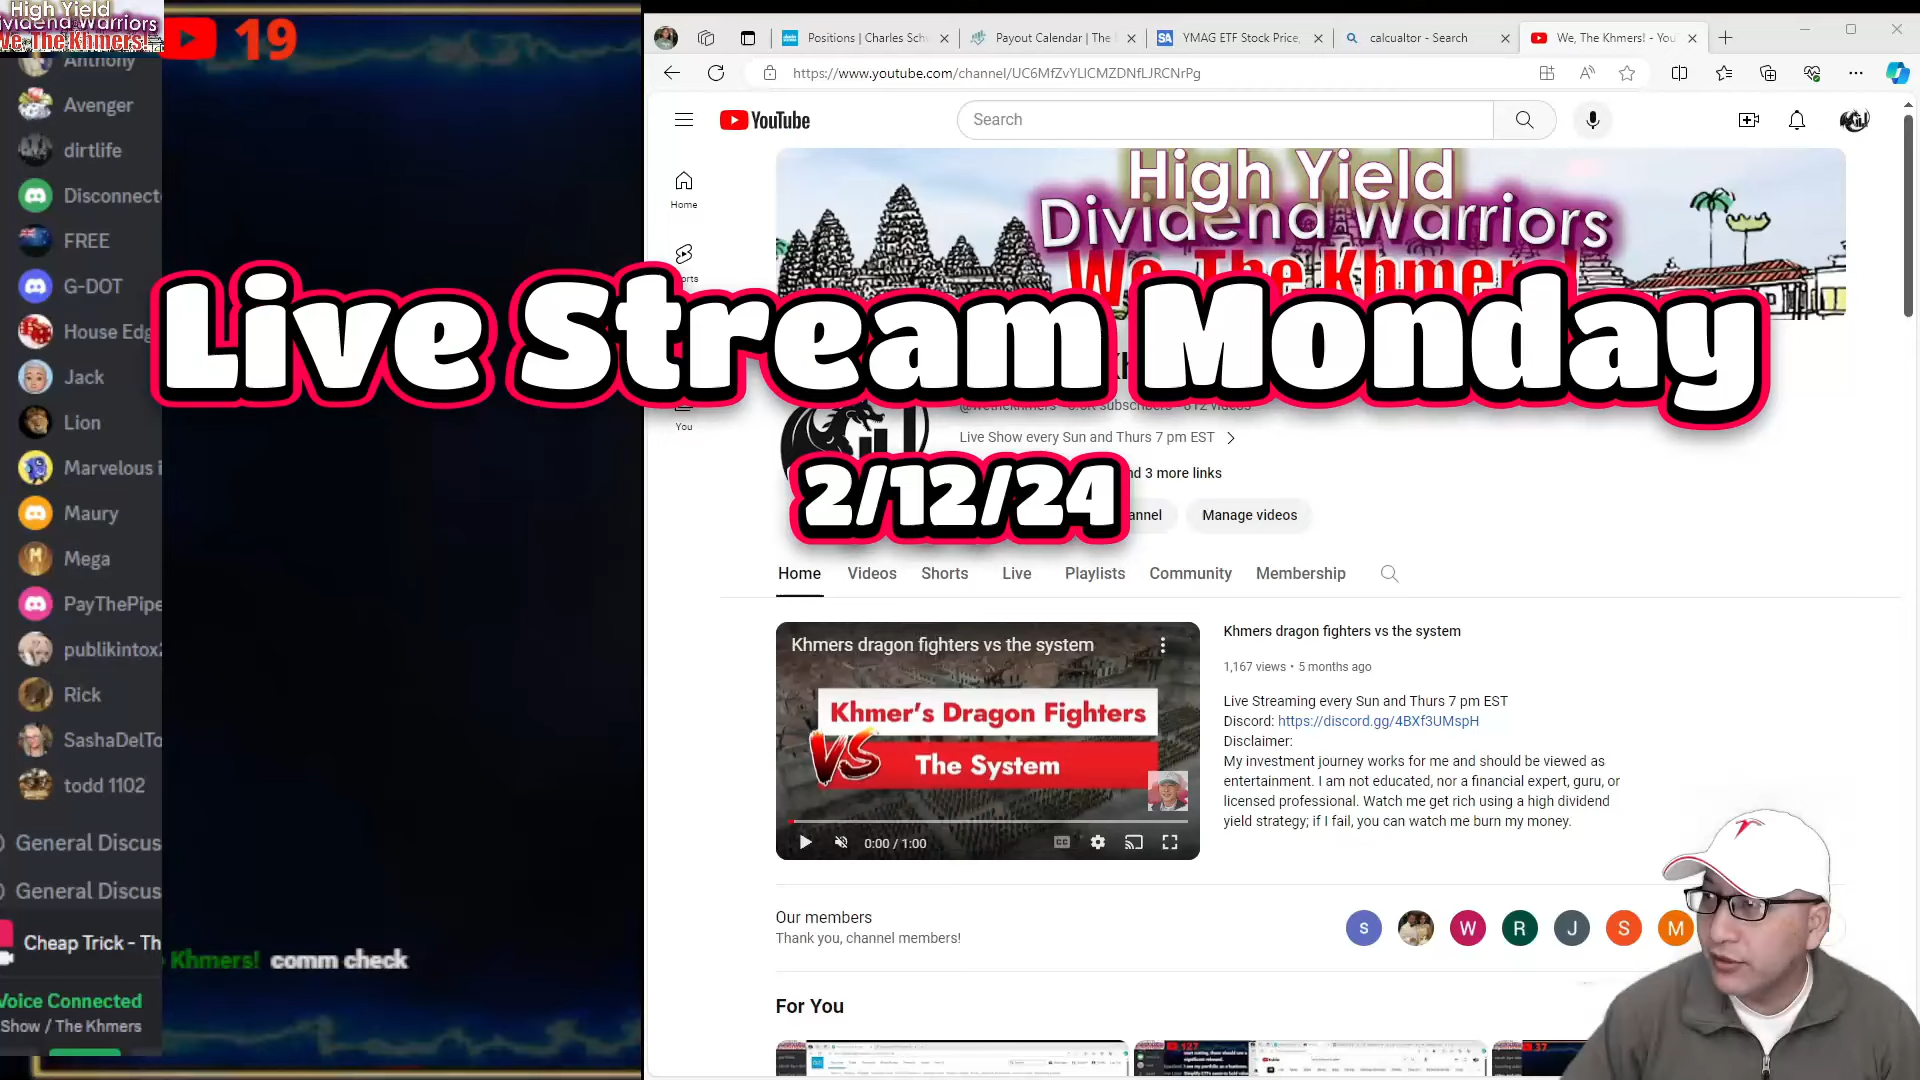 High Yield
Dividend Warriors
We, The Khmers!
19
Anthony
Avenger
dirtlife
Disconnect
FREE
G-DOT
House Edg
Jack
Lion
Marvelous
Maury
Mega
PayThePipe
publikintox
Rick
SashaDelTo
todd 1102
General Discus
General Discus
Cheap Trick - Th
Voice Connected
Show / The Khmers
Khmers! comm check
Positions | Charles Sch
Payout Calendar | The
SA
YMAG ETF Stock Price,
calcualtor - Search
We, The Khmers! - You
https://www.youtube.com/channel/UC6MfZvYLlCMZDNfLJRCNrPg
YouTube
Search
Home
orts
You
High Yield
Dividend Warriors
We, The Khmers!
Live Stream Monday
2/12/24
Live Show every Sun and Thurs 7 pm EST
nd 3 more links
annel
Manage videos
Home
Videos
Shorts
Live
Playlists
Community
Membership
Khmers dragon fighters vs the system
Khmer's Dragon Fighters
VS
The System
0:00 / 1:00
Khmers dragon fighters vs the system
1,167 views • 5 months ago
Live Streaming every Sun and Thurs 7 pm EST
Discord: https://discord.gg/4BXf3UMspH
Disclaimer:
My investment journey works for me and should be viewed as
entertainment. I am not educated, nor a financial expert, guru, or
licensed professional. Watch me get rich using a high dividend
yield strategy; if I fail, you can watch me burn my money.
Our members
Thank you, channel members!
S
W
R
J
S
M
For You
127
37